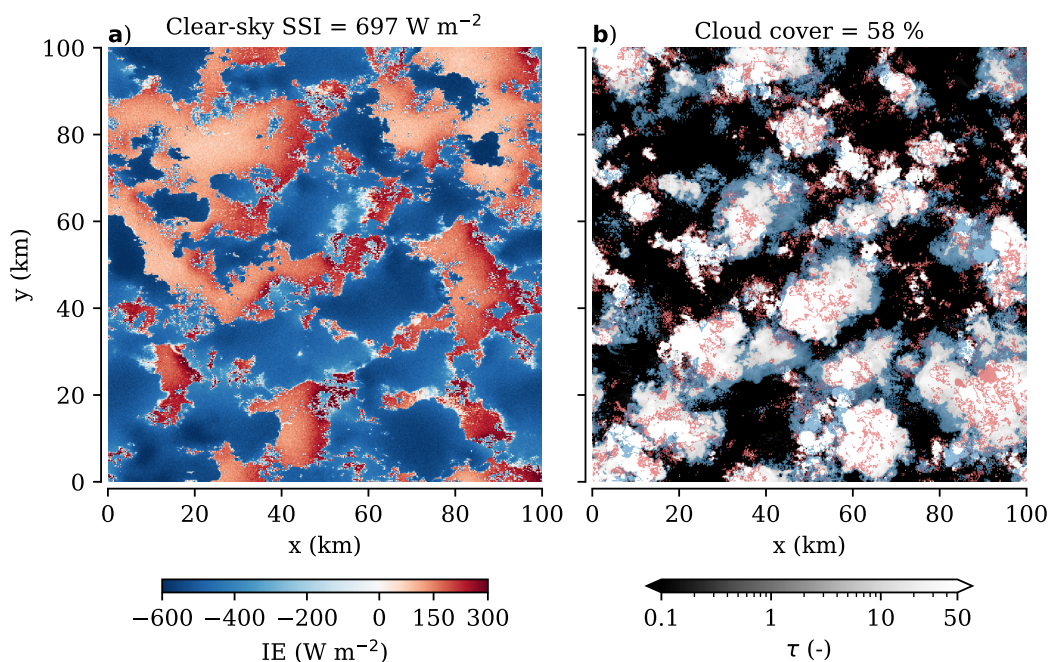 a)
Clear-sky SSI = 697 W m⁻²
100
80
60
40
20
0
y (km)
0 20 40 60 80 100
x (km)
−600 −400 −200 0 150 300
IE (W m⁻²)
b)
Cloud cover = 58 %
0 20 40 60 80 100
x (km)
0.1 1 10 50
τ (-)